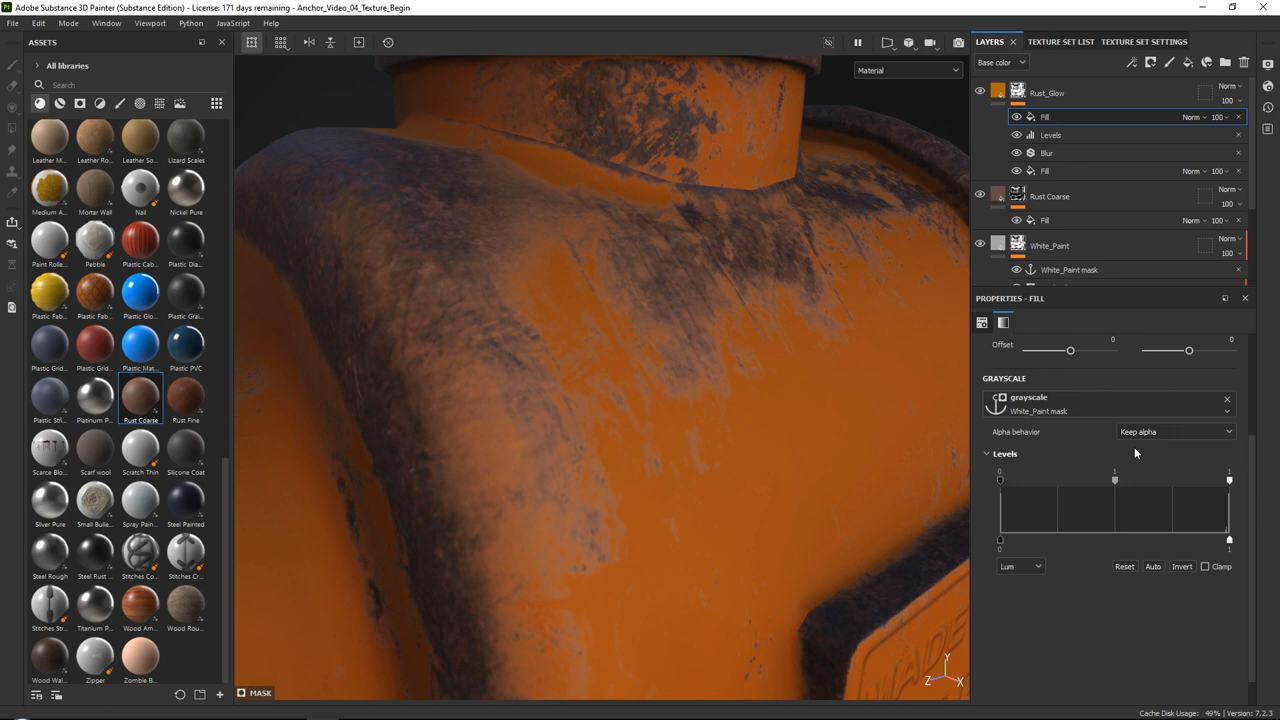 Adobe Substance 3D Painter (Substance Edition) - License: 171 days remaining - Anchor_Video_04_Texture_Begin
File Edit Mode Window Viewport Python JavaScript Help
ASSETS
All libraries
Search
Leather M... Leather Ro... Leather So... Lizard Scales
Medium A... Mortar Wall Nail Nickel Pure
Paint Rolle... Pebble Plastic Cab... Plastic Dia...
Plastic Fab... Plastic Fab... Plastic Glo... Plastic Grai...
Plastic Grid... Plastic Grid... Plastic Mat... Plastic PVC
Plastic Stri... Platinum P... Rust Coarse Rust Fine
Scarce Blo... Scarf wool Scratch Thin Silicone Coat
Silver Pure Small Bulle... Spray Pain... Steel Painted
Steel Rough Steel Rust ... Stitches Co... Stitches Cr...
Stitches Str... Titanium P... Wood Am... Wood Rou...
Wood Wal... Zipper Zombie B...
Material
MADE
Y
Z X
MASK
LAYERS TEXTURE SET LIST TEXTURE SET SETTINGS
Base color
Rust_Glow Norm 100
Fill Norm 100
Levels
Blur
Fill Norm 100
Rust Coarse Norm 100
Fill Norm 100
White_Paint Norm 100
White_Paint mask
PROPERTIES - FILL
Offset 0 0
GRAYSCALE
grayscale
White_Paint mask
Alpha behavior Keep alpha
Levels
0 1 1
0 1
Lum Reset Auto Invert Clamp
Cache Disk Usage: 49% | Version: 7.2.3